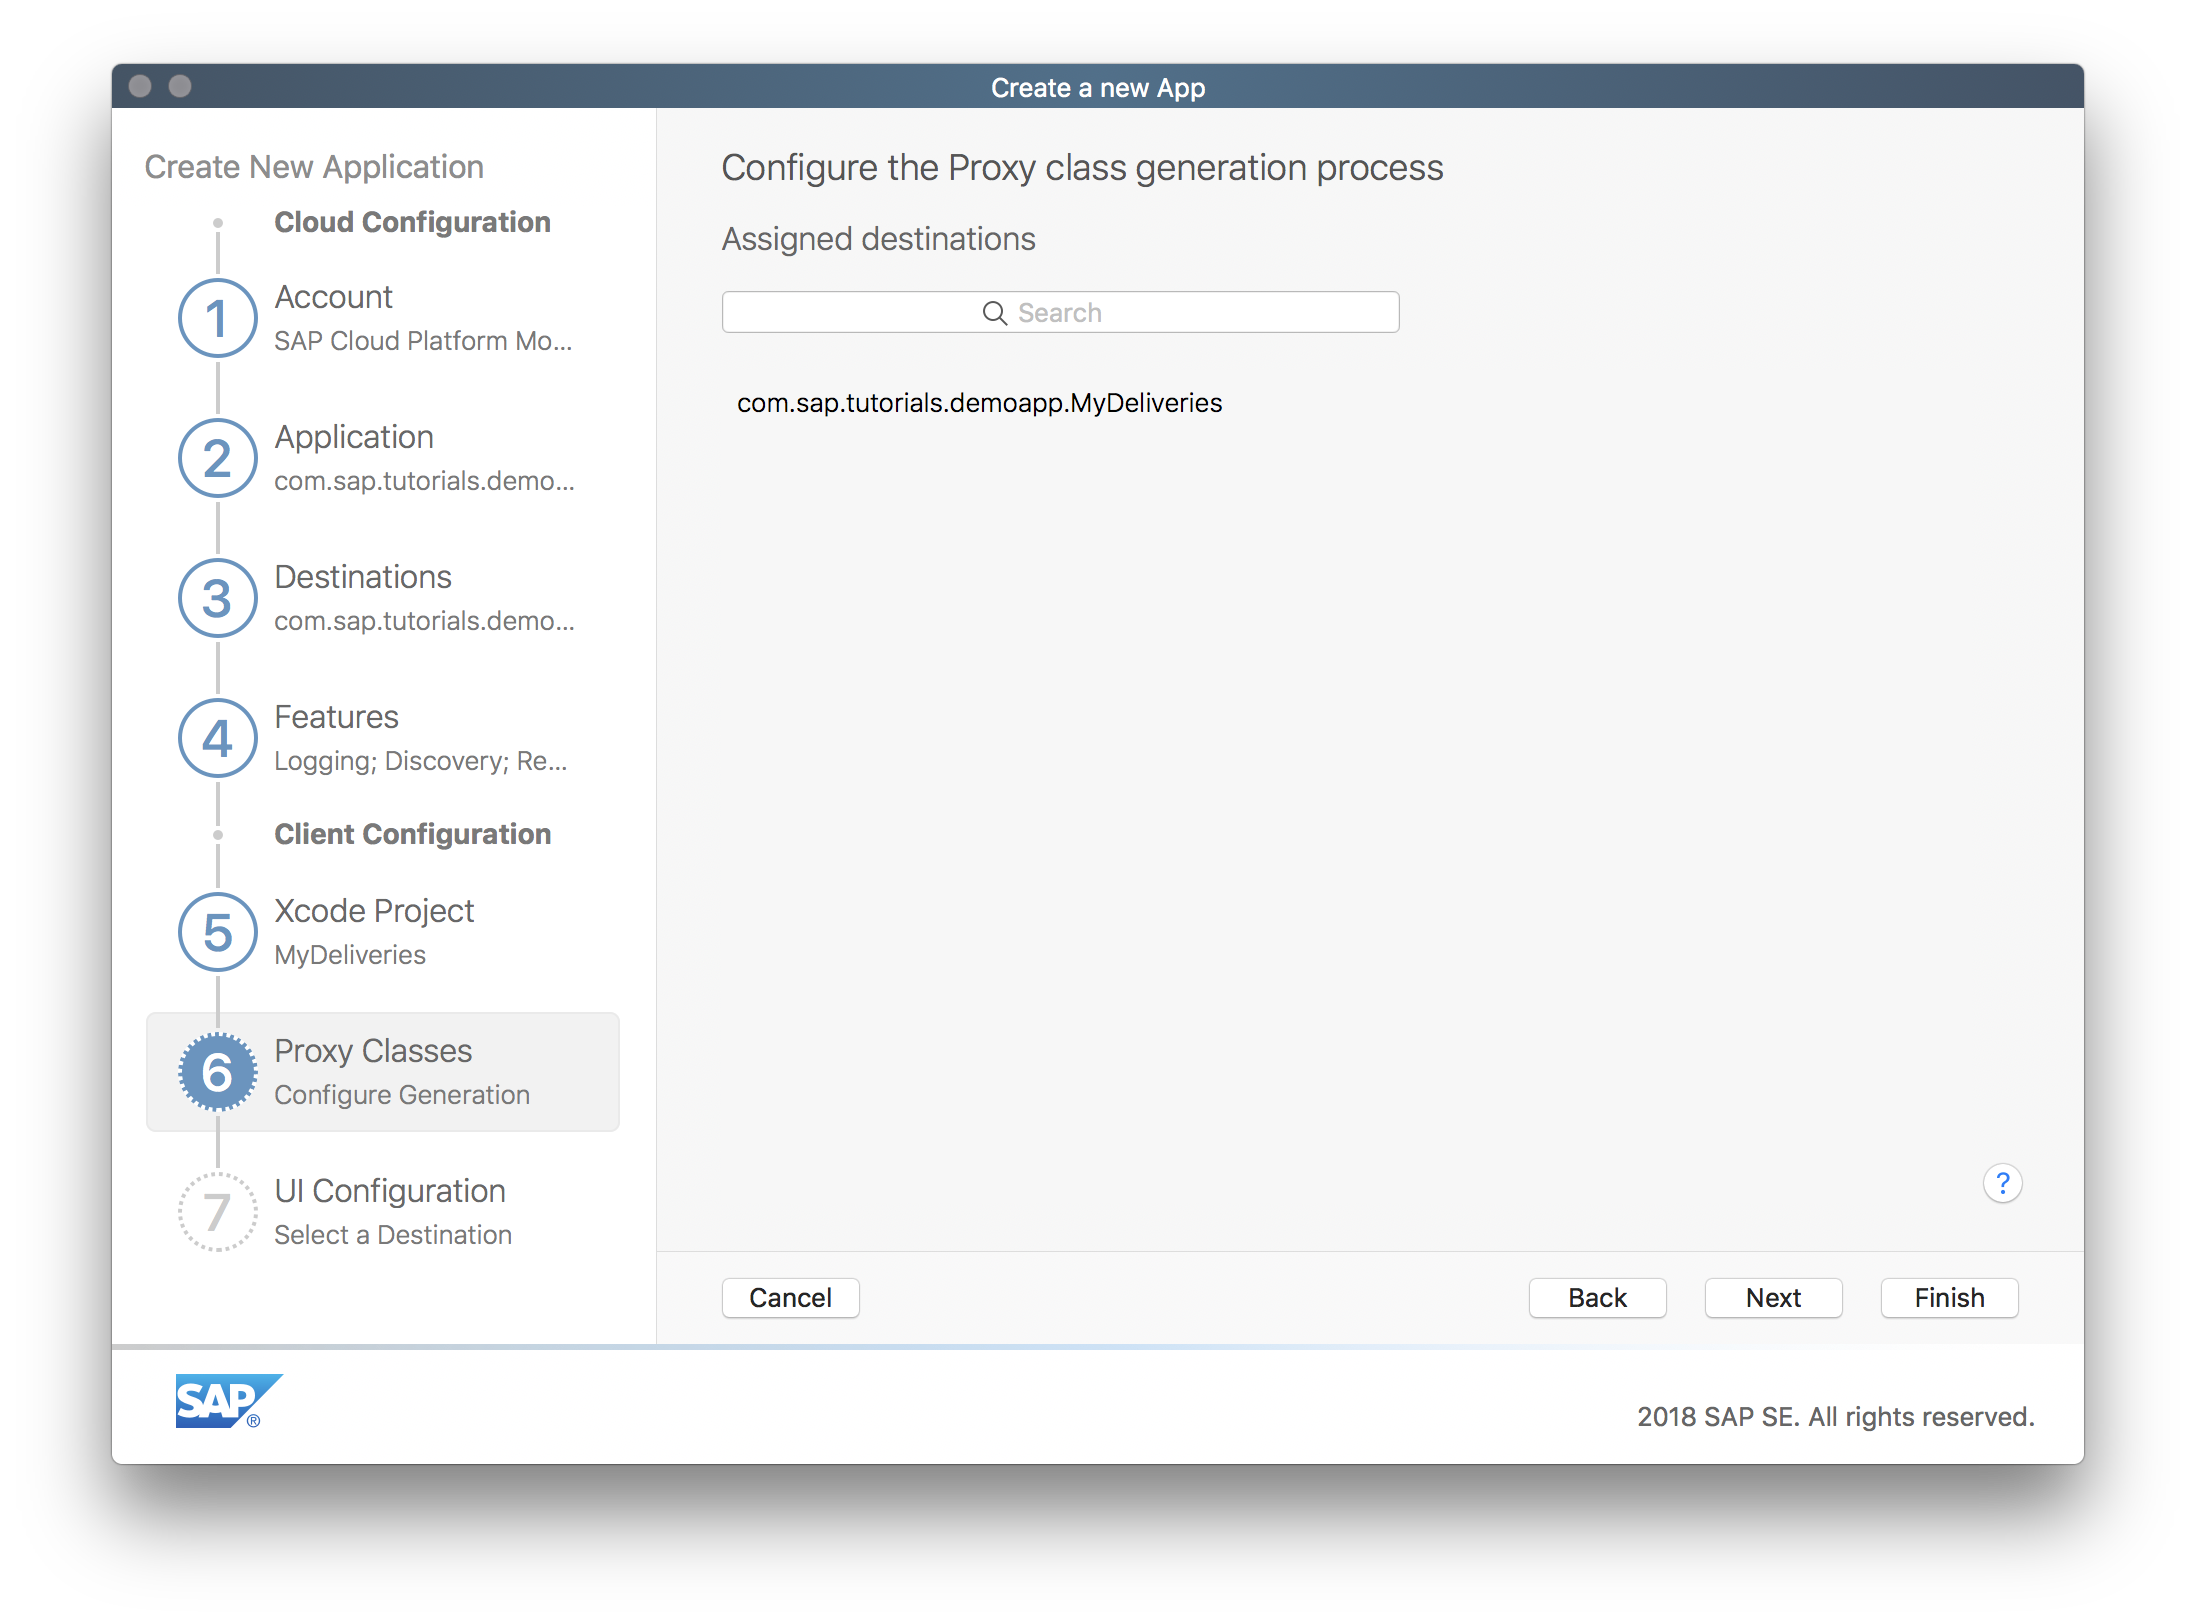 Create a new App
Create New Application
Cloud Configuration
1
Account
SAP Cloud Platform Mo...
2
Application
com.sap.tutorials.demo...
3
Destinations
com.sap.tutorials.demo...
4
Features
Logging; Discovery; Re...
Client Configuration
5
Xcode Project
MyDeliveries
6
Proxy Classes
Configure Generation
7
UI Configuration
Select a Destination
Configure the Proxy class generation process
Assigned destinations
Search
com.sap.tutorials.demoapp.MyDeliveries
?
Cancel
Back
Next
Finish
SAP®
2018 SAP SE. All rights reserved.